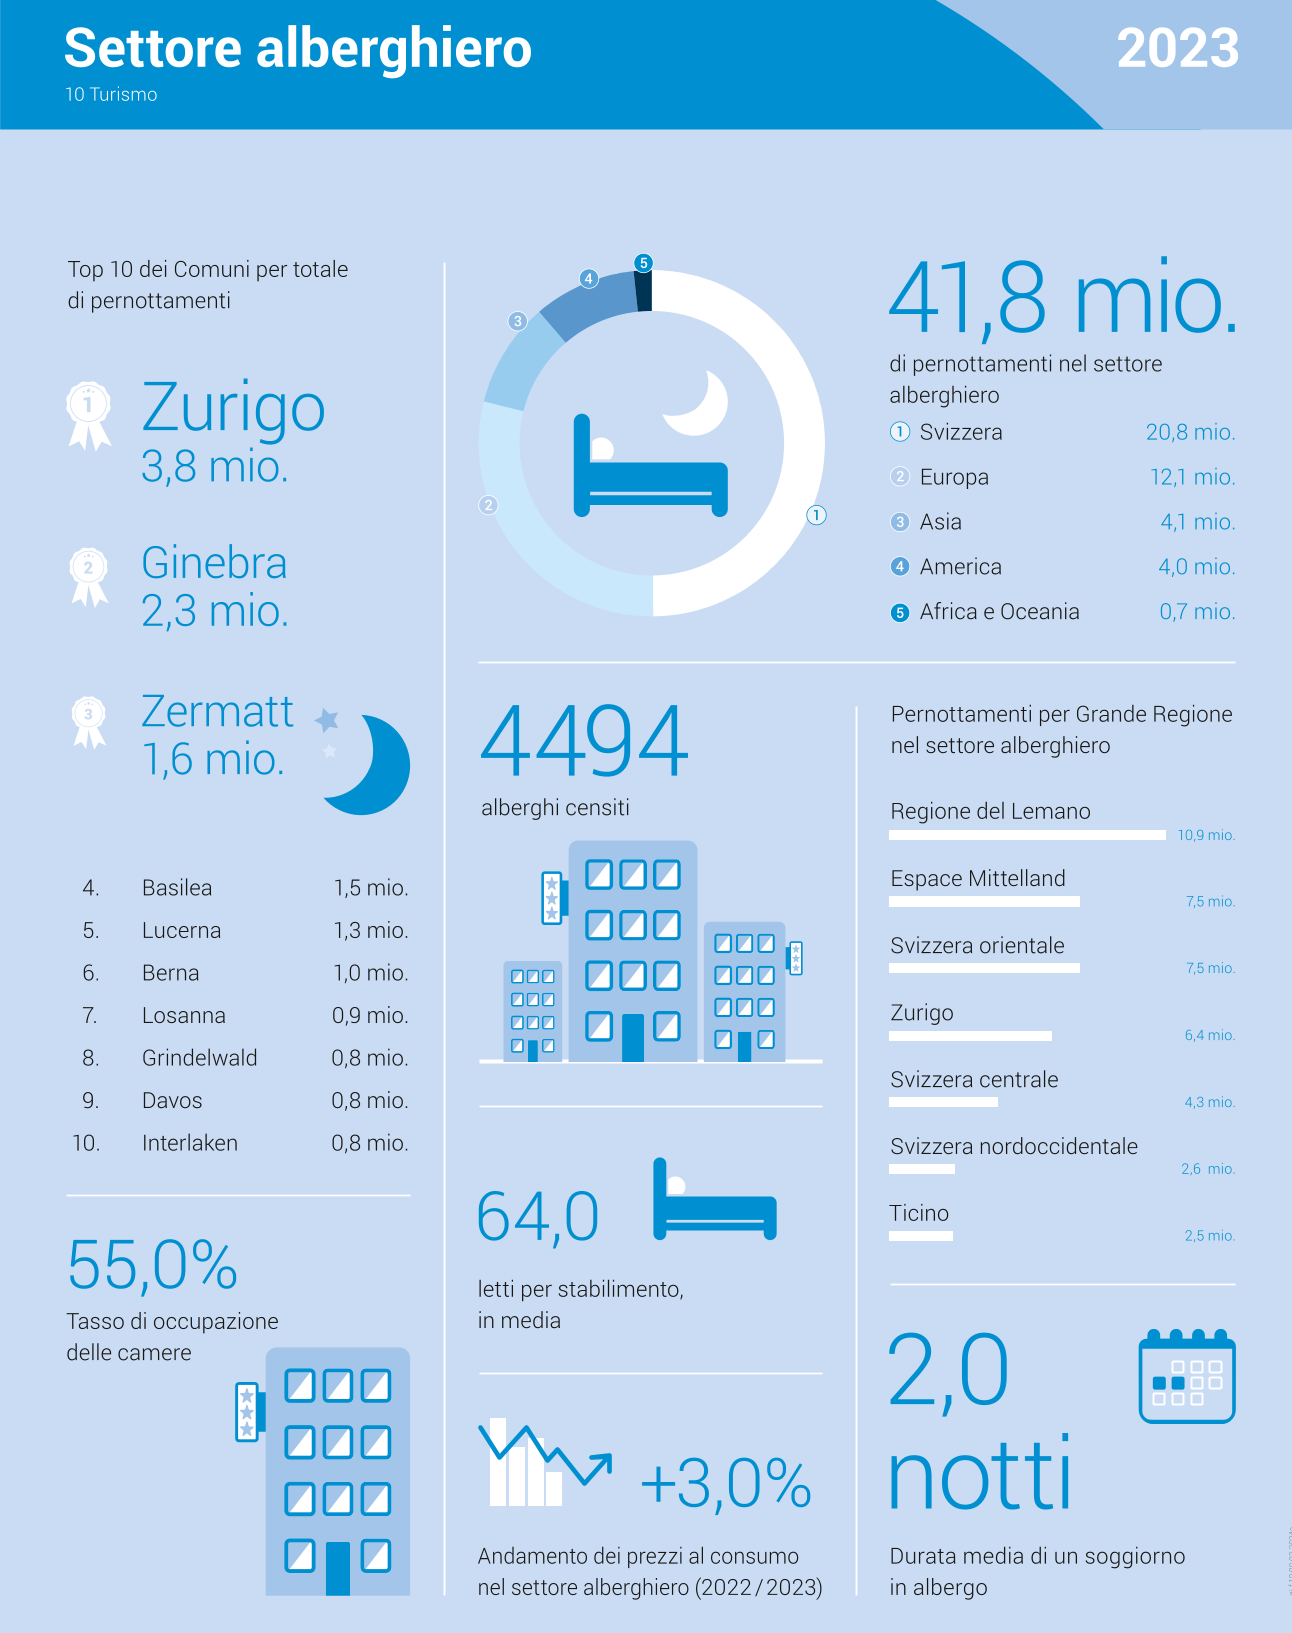 Settore alberghiero
10 Turismo
2023
Top 10 dei Comuni per totale
di pernottamenti
1
Zurigo
3,8 mio.
2
Ginebra
2,3 mio.
3
Zermatt
1,6 mio.
4. Basilea 1,5 mio.
5. Lucerna 1,3 mio.
6. Berna 1,0 mio.
7. Losanna 0,9 mio.
8. Grindelwald 0,8 mio.
9. Davos 0,8 mio.
10. Interlaken 0,8 mio.
55,0%
Tasso di occupazione
delle camere
5
4
3
2
1
41,8 mio.
di pernottamenti nel settore
alberghiero
1 Svizzera 20,8 mio.
2 Europa 12,1 mio.
3 Asia 4,1 mio.
4 America 4,0 mio.
5 Africa e Oceania 0,7 mio.
4494
alberghi censiti
64,0
letti per stabilimento,
in media
+3,0%
Andamento dei prezzi al consumo
nel settore alberghiero (2022 / 2023)
Pernottamenti per Grande Regione
nel settore alberghiero
Regione del Lemano
10,9 mio.
Espace Mittelland
7,5 mio.
Svizzera orientale
7,5 mio.
Zurigo
6,4 mio.
Svizzera centrale
4,3 mio.
Svizzera nordoccidentale
2,6 mio.
Ticino
2,5 mio.
2,0
notti
Durata media di un soggiorno
in albergo